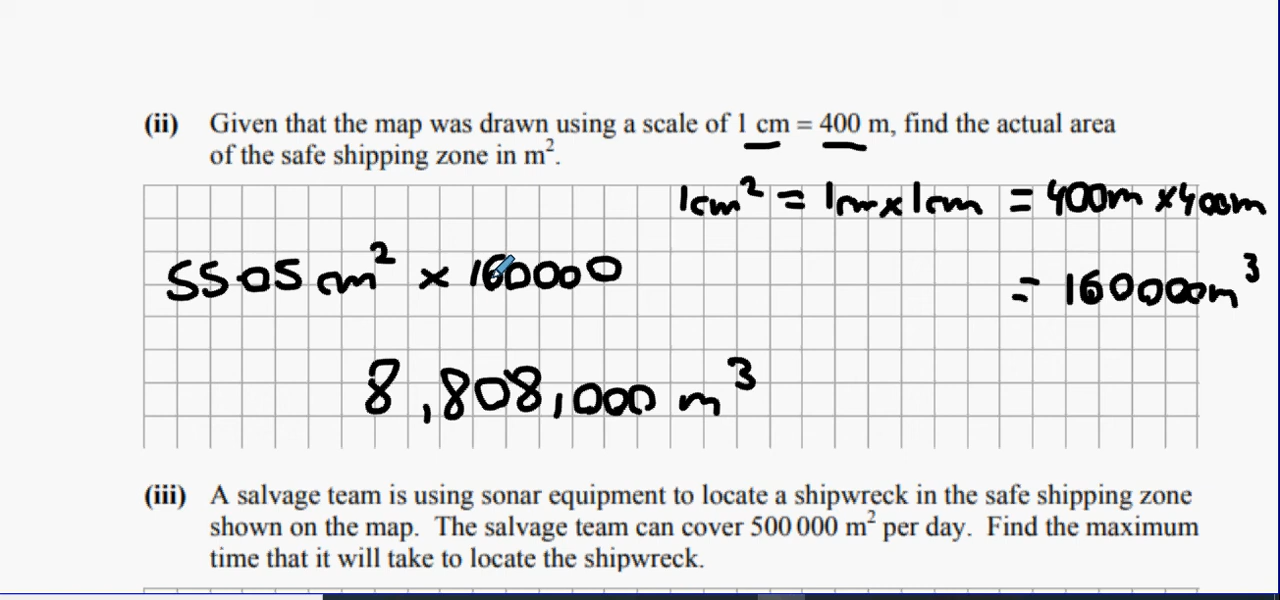 (ii) Given that the map was drawn using a scale of 1 cm = 400 m, find the actual area
of the safe shipping zone in m².
1cm² = 1cm x 1cm = 400m x 400m
= 160000m³
5505 cm² x 160000
8,808,000 m³
(iii) A salvage team is using sonar equipment to locate a shipwreck in the safe shipping zone
shown on the map. The salvage team can cover 500 000 m² per day. Find the maximum
time that it will take to locate the shipwreck.